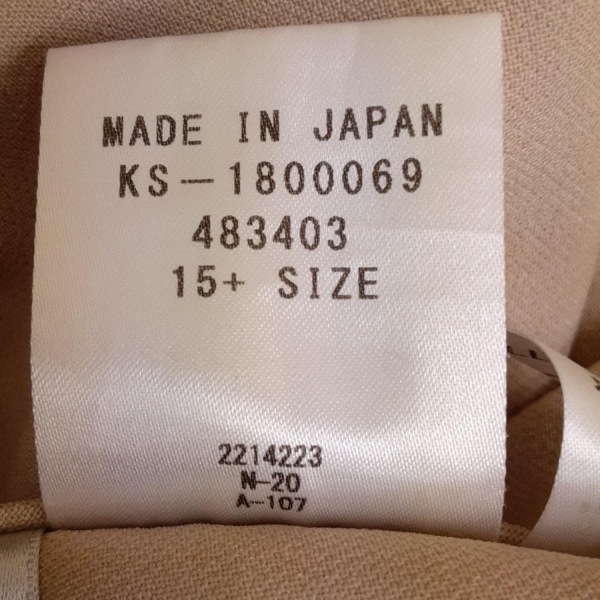 MADE IN JAPAN
KS-1800069
483403
15+ SIZE
2214223
N-20
A-107